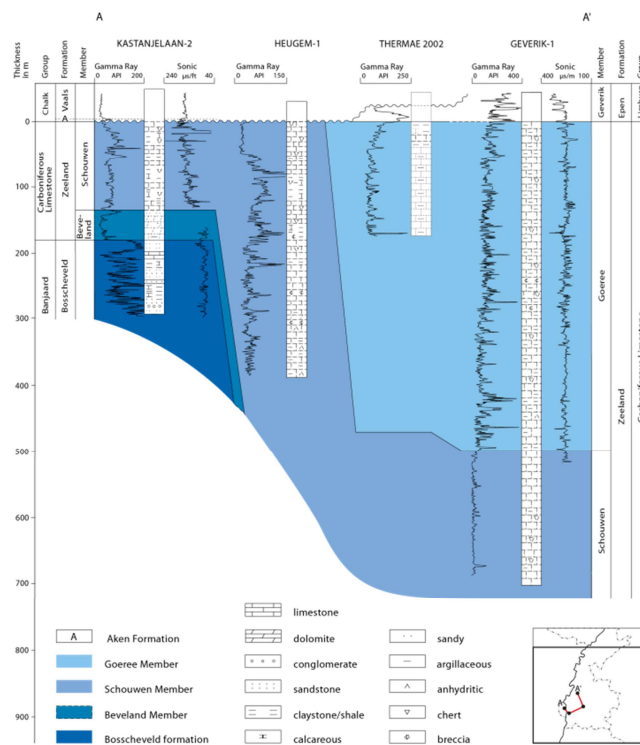 A A'
KASTANJELAAN-2 HEUGEM-1 THERMAE 2002 GEVERIK-1
Thickness in m
Group
Formation
Member
Gamma Ray Sonic Gamma Ray Gamma Ray Gamma Ray Sonic
API 200 240 µs/ft 40 0 API 150 0 API 250 0 API 400 400 µs/m 100
Member
Formation
Chalk
Vaals
A
Geverik
Epen
0
Carboniferous Limestone
Zeeland
Schouwen
100
Beve-
land
200
Banjaard
Bosscheveld
300
400
500
600
700
800
900
Goeree
Zeeland
Schouwen
limestone
A Aken Formation
dolomite
sandy
Goeree Member
conglomerate
argillaceous
Schouwen Member
sandstone
anhydritic
Beveland Member
claystone/shale
chert
Bosscheveld formation
calcareous
breccia
A
A'